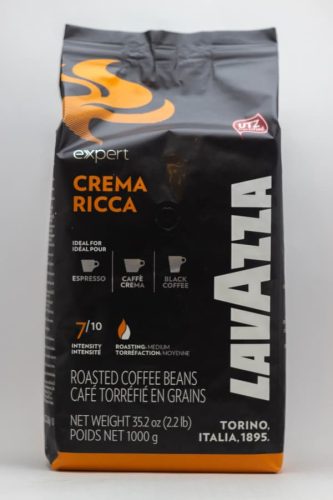 UTZ
expert
CREMA
RICCA
IDEAL FOR
IDÉAL POUR
ESPRESSO
CAFFÈ
CREMA
BLACK
COFFEE
7/10
INTENSITY
INTENSITÉ
ROASTING:MEDIUM
TORRÉFACTION:MOYENNE
LAVAZZA
ROASTED COFFEE BEANS
CAFÉ TORRÉFIÉ EN GRAINS
NET WEIGHT 35.2 oz (2.2 lb)
POIDS NET 1000 g
TORINO,
ITALIA, 1895.